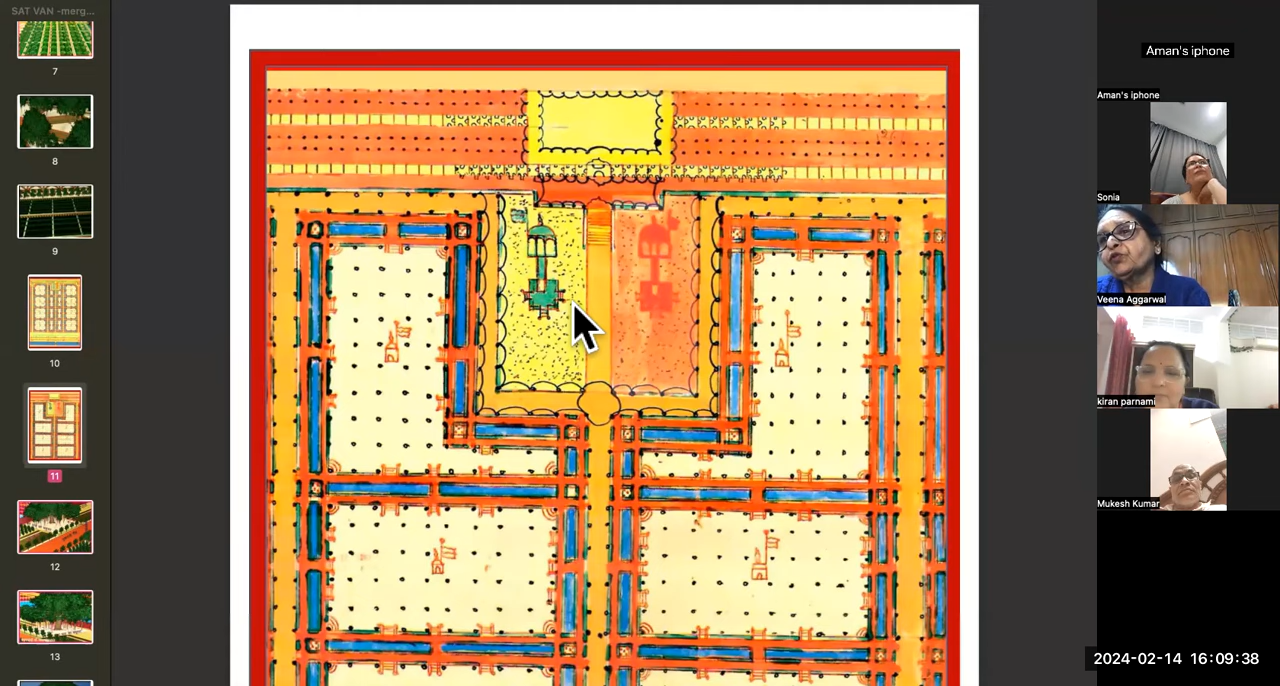 SAT VAN -merg...
7
8
9
10
11
12
13
Aman's iphone
Aman's iphone
Sonia
Veena Aggarwal
kiran parnami
Mukesh Kumar
2024-02-14 16:09:38